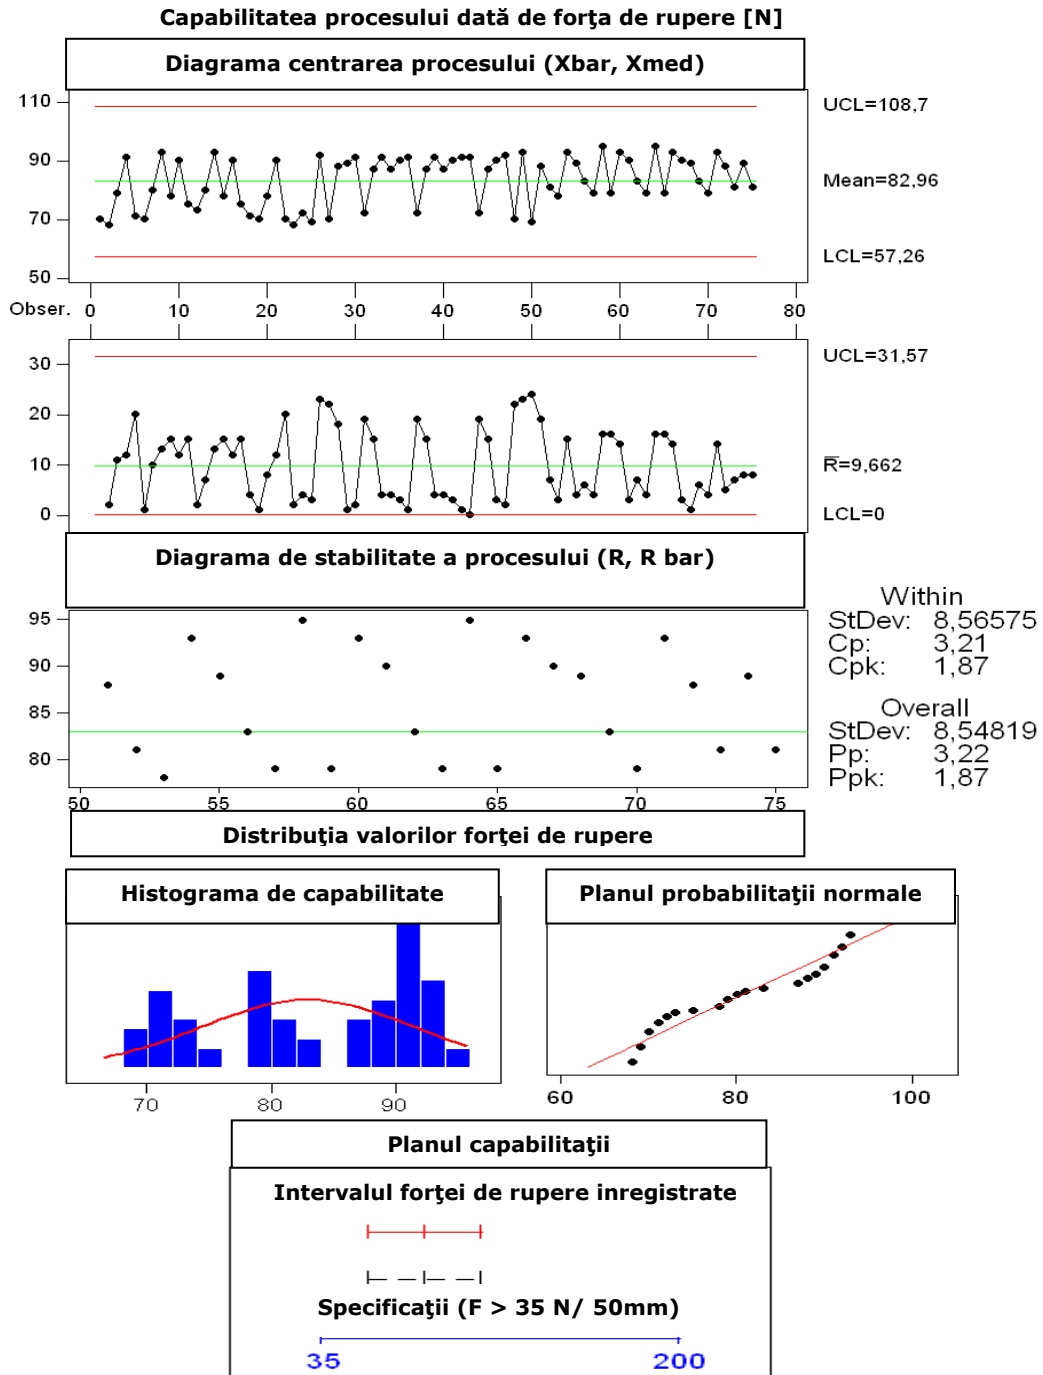 Capabilitatea procesului dată de forţa de rupere [N]
Diagrama centrarea procesului (Xbar, Xmed)
110
90
70
50
UCL=108,7
Mean=82,96
LCL=57,26
Obser. 0 10 20 30 40 50 60 70 80
30
20
10
0
UCL=31,57
R̅=9,662
LCL=0
Diagrama de stabilitate a procesului (R, R bar)
95
90
85
80
50 55 60 65 70 75
Within
StDev: 8,56575
Cp: 3,21
Cpk: 1,87
Overall
StDev: 8,54819
Pp: 3,22
Ppk: 1,87
Distribuţia valorilor forţei de rupere
Histograma de capabilitate
70 80 90
Planul probabilitaţii normale
60 80 100
Planul capabilitaţii
Intervalul forţei de rupere inregistrate
Specificaţii (F > 35 N/ 50mm)
35 200